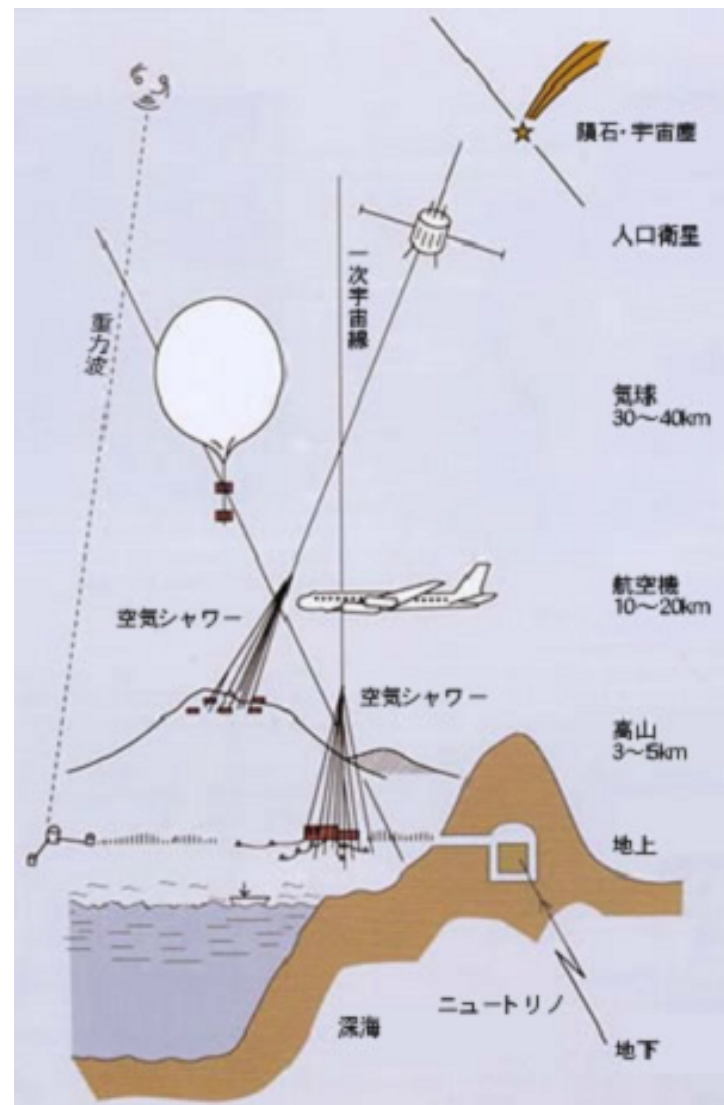 隕石・宇宙塵
人口衛星
一次宇宙線
重力波
気球
30～40km
航空機
10～20km
空気シャワー
空気シャワー
高山
3～5km
地上
ニュートリノ
深海
地下